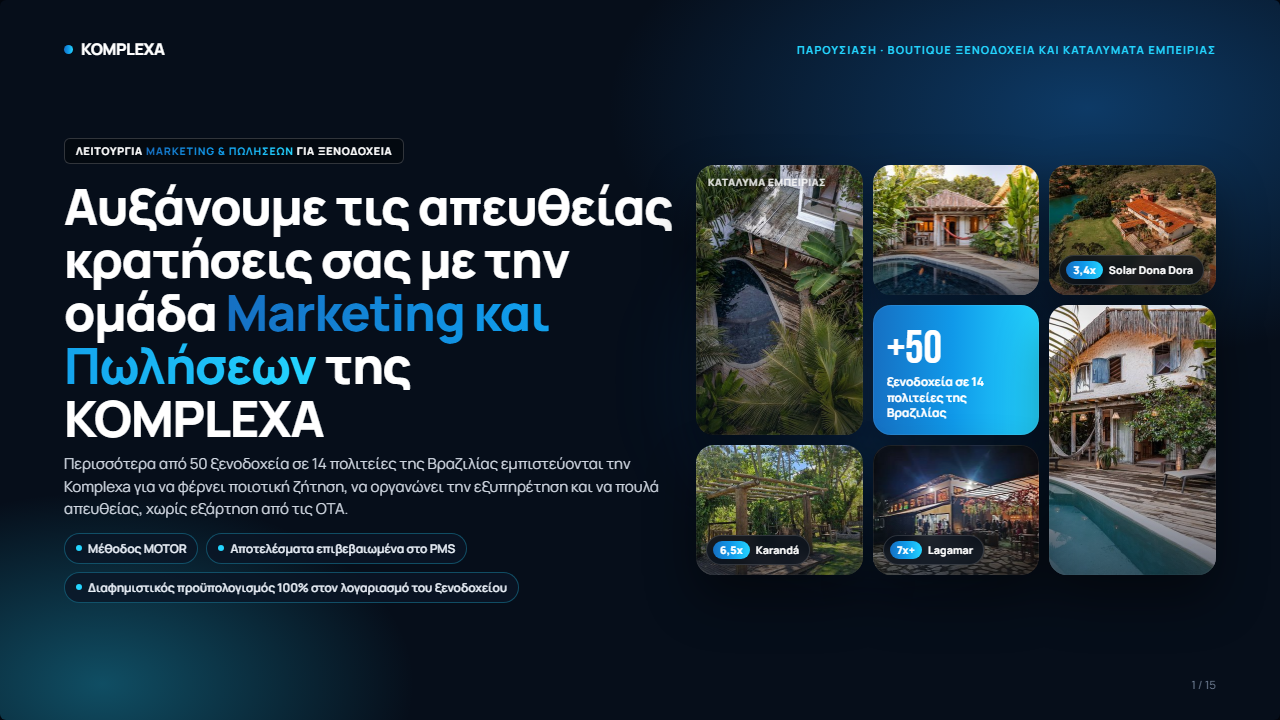 KOMPLEXA
ΠΑΡΟΥΣΙΑΣΗ · BOUTIQUE ΞΕΝΟΔΟΧΕΙΑ ΚΑΙ ΚΑΤΑΛΥΜΑΤΑ ΕΜΠΕΙΡΙΑΣ
ΛΕΙΤΟΥΡΓΙΑ MARKETING & ΠΩΛΗΣΕΩΝ ΓΙΑ ΞΕΝΟΔΟΧΕΙΑ
Αυξάνουμε τις απευθείας
κρατήσεις σας με την
ομάδα Marketing και
Πωλήσεων της
KOMPLEXA
Περισσότερα από 50 ξενοδοχεία σε 14 πολιτείες της Βραζιλίας εμπιστεύονται την
Komplexa για να φέρνει ποιοτική ζήτηση, να οργανώνει την εξυπηρέτηση και να πουλά
απευθείας, χωρίς εξάρτηση από τις OTA.
Μέθοδος MOTOR
Αποτελέσματα επιβεβαιωμένα στο PMS
Διαφημιστικός προϋπολογισμός 100% στον λογαριασμό του ξενοδοχείου
ΚΑΤΑΛΥΜΑ ΕΜΠΕΙΡΙΑΣ
3,4x Solar Dona Dora
+50
ξενοδοχεία σε 14
πολιτείες της
Βραζιλίας
6,5x Karandá
7x+ Lagamar
1 / 15